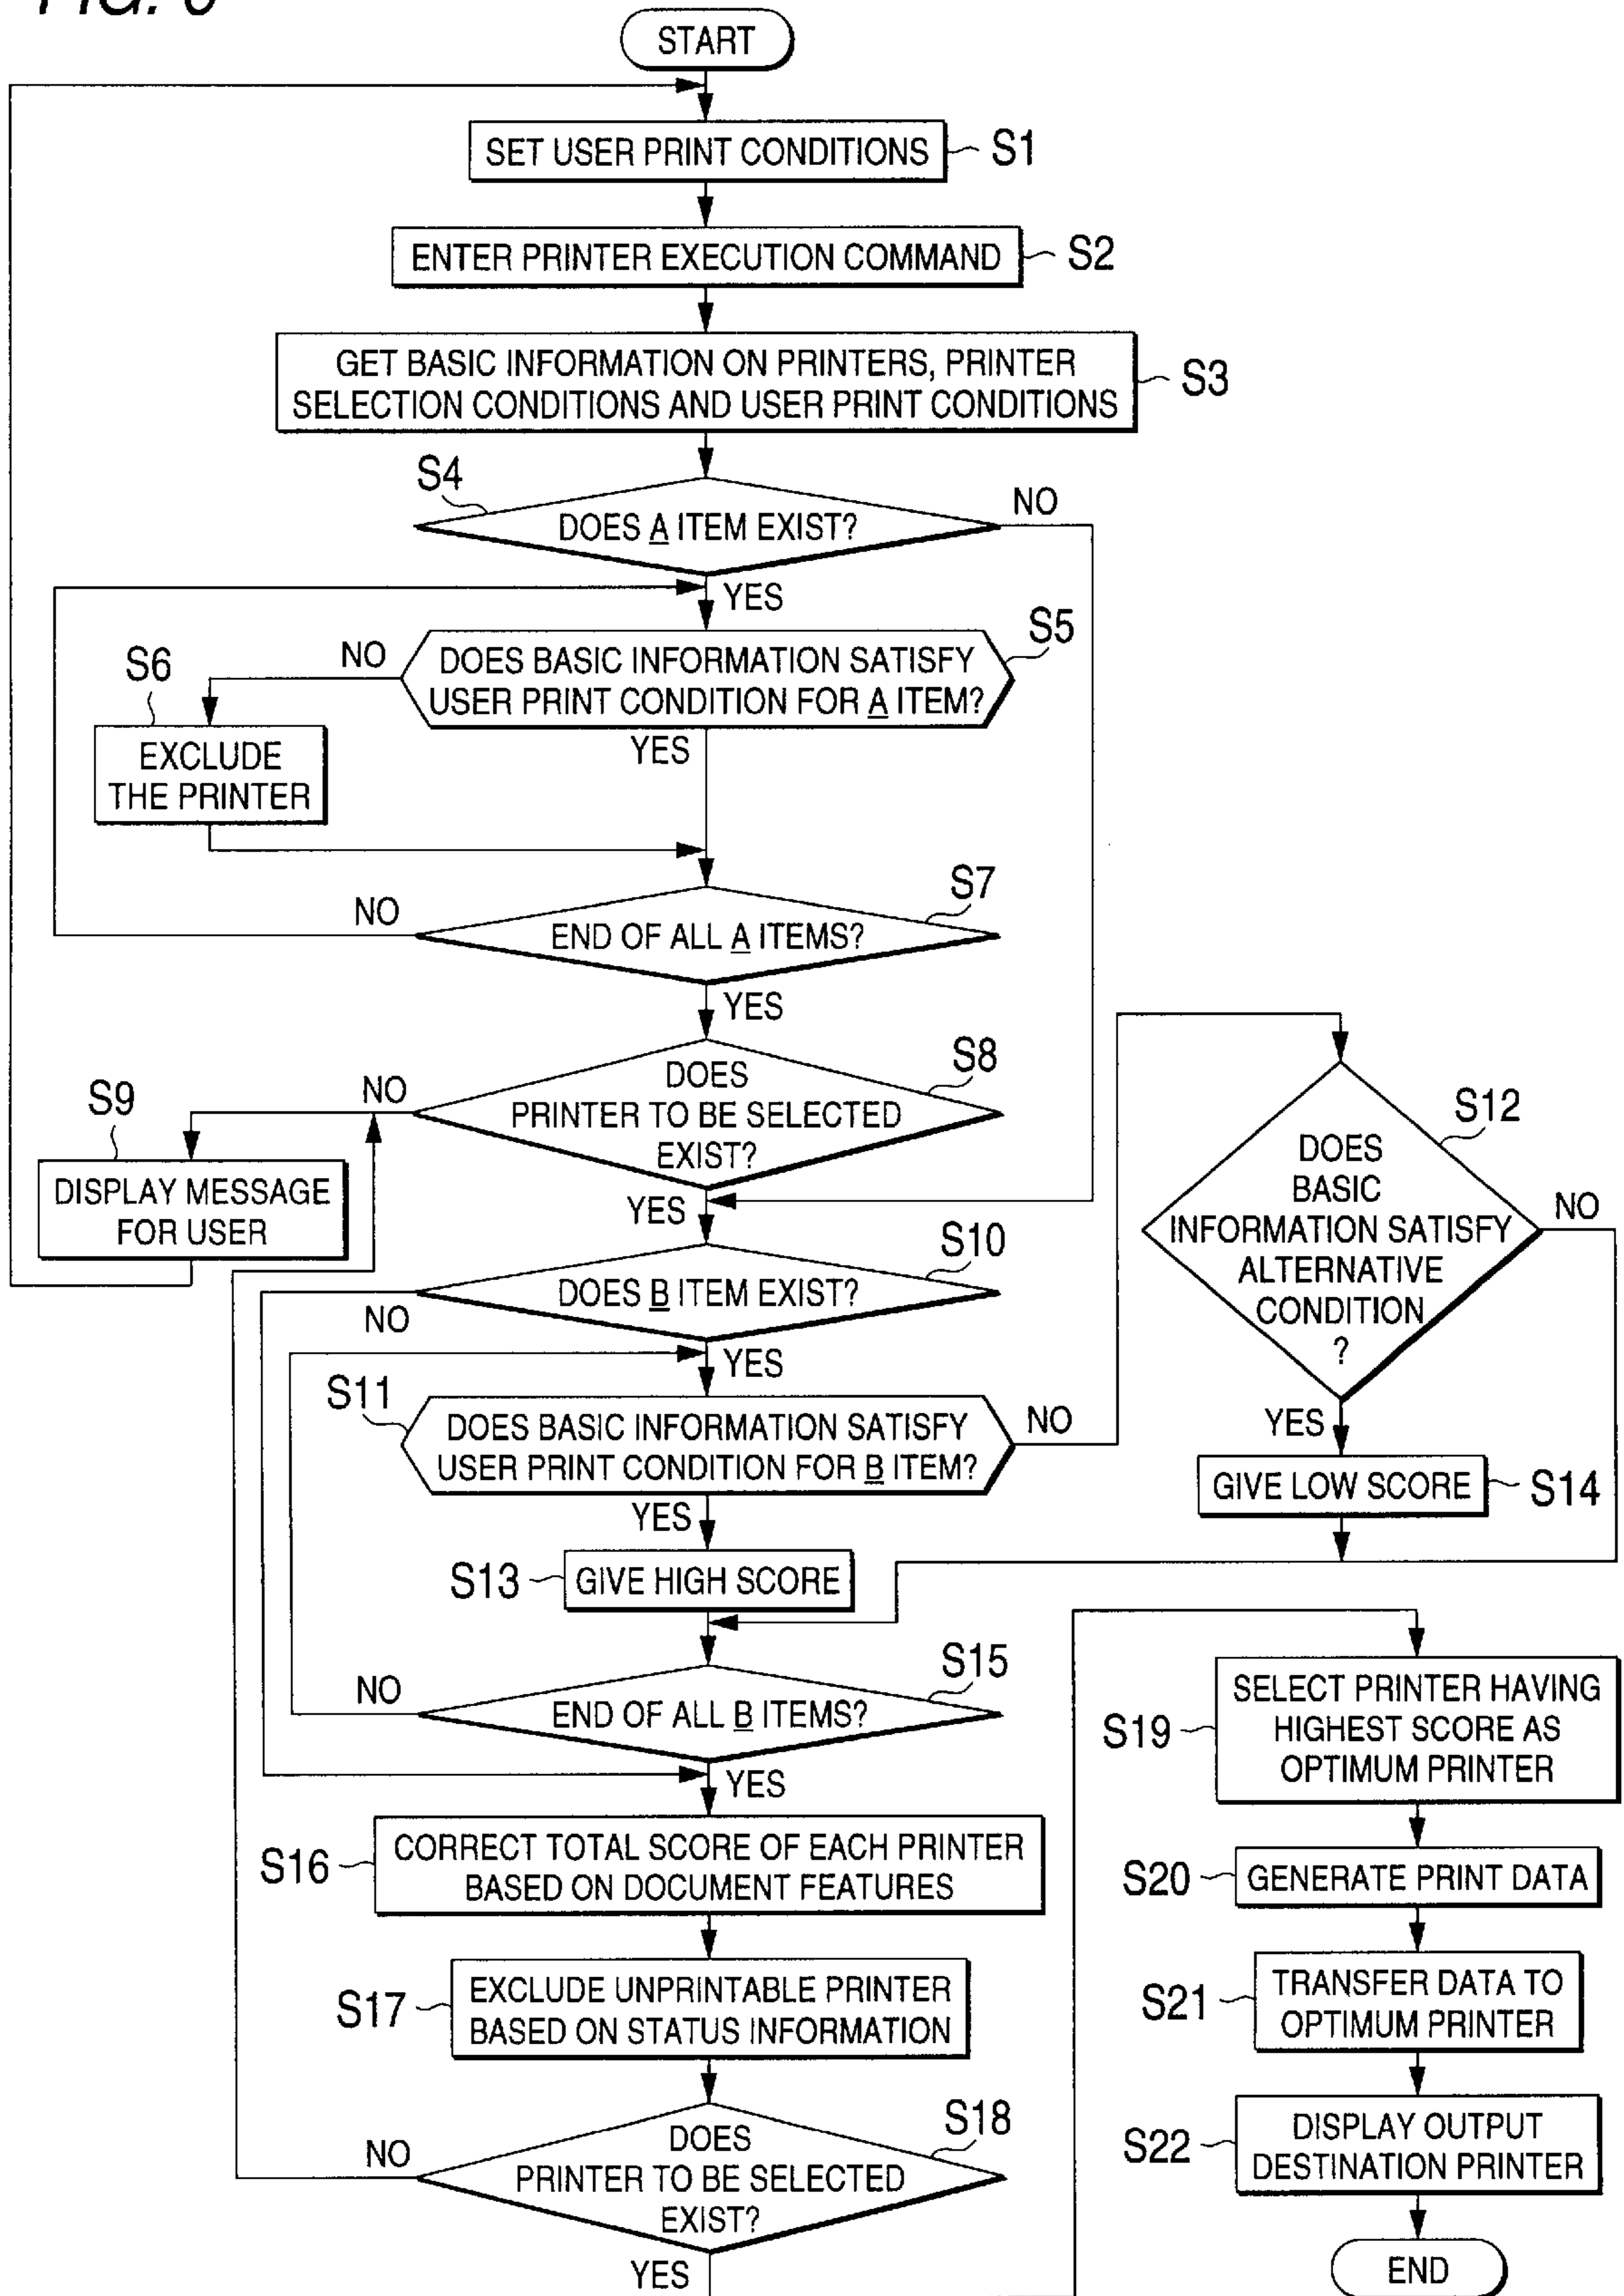 START
SET USER PRINT CONDITIONS
S1
ENTER PRINTER EXECUTION COMMAND
S2
GET BASIC INFORMATION ON PRINTERS, PRINTER
SELECTION CONDITIONS AND USER PRINT CONDITIONS
S3
S4
DOES A ITEM EXIST?
NO
YES
S5
DOES BASIC INFORMATION SATISFY
USER PRINT CONDITION FOR A ITEM?
NO
YES
S6
EXCLUDE
THE PRINTER
S7
END OF ALL A ITEMS?
NO
YES
S8
DOES
PRINTER TO BE SELECTED
EXIST?
NO
YES
S9
DISPLAY MESSAGE
FOR USER
S10
DOES B ITEM EXIST?
NO
YES
S11
DOES BASIC INFORMATION SATISFY
USER PRINT CONDITION FOR B ITEM?
NO
YES
S12
DOES
BASIC
INFORMATION SATISFY
ALTERNATIVE
CONDITION
?
NO
YES
S13
GIVE HIGH SCORE
GIVE LOW SCORE
S14
S15
END OF ALL B ITEMS?
NO
YES
S16
CORRECT TOTAL SCORE OF EACH PRINTER
BASED ON DOCUMENT FEATURES
S17
EXCLUDE UNPRINTABLE PRINTER
BASED ON STATUS INFORMATION
S18
DOES
PRINTER TO BE SELECTED
EXIST?
NO
YES
S19
SELECT PRINTER HAVING
HIGHEST SCORE AS
OPTIMUM PRINTER
S20
GENERATE PRINT DATA
S21
TRANSFER DATA TO
OPTIMUM PRINTER
S22
DISPLAY OUTPUT
DESTINATION PRINTER
END